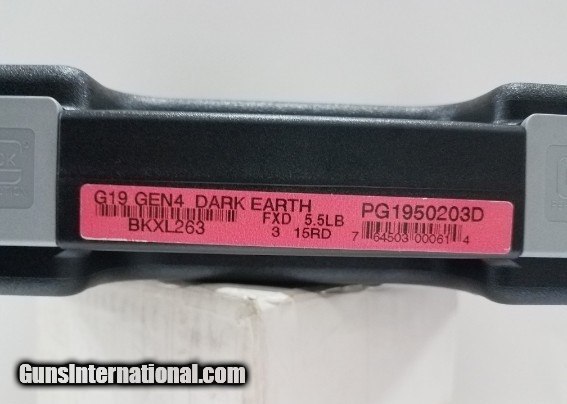 G19 GEN4 DARK EARTH
FXD 5.5LB
PG1950203D
BKXL263
3 15RD
7 64503 00061 4
GunsInternational.com